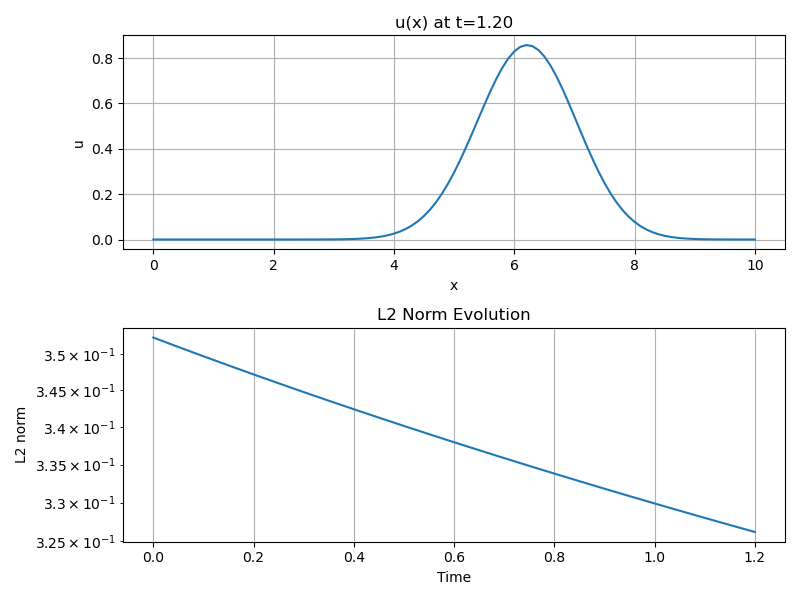 u(x) at t=1.20
0.8
0.6
0.4
0.2
0.0
u
0 2 4 6 8 10
x
L2 Norm Evolution
3.5 × 10⁻¹
3.45 × 10⁻¹
3.4 × 10⁻¹
3.35 × 10⁻¹
3.3 × 10⁻¹
3.25 × 10⁻¹
L2 norm
0.0 0.2 0.4 0.6 0.8 1.0 1.2
Time